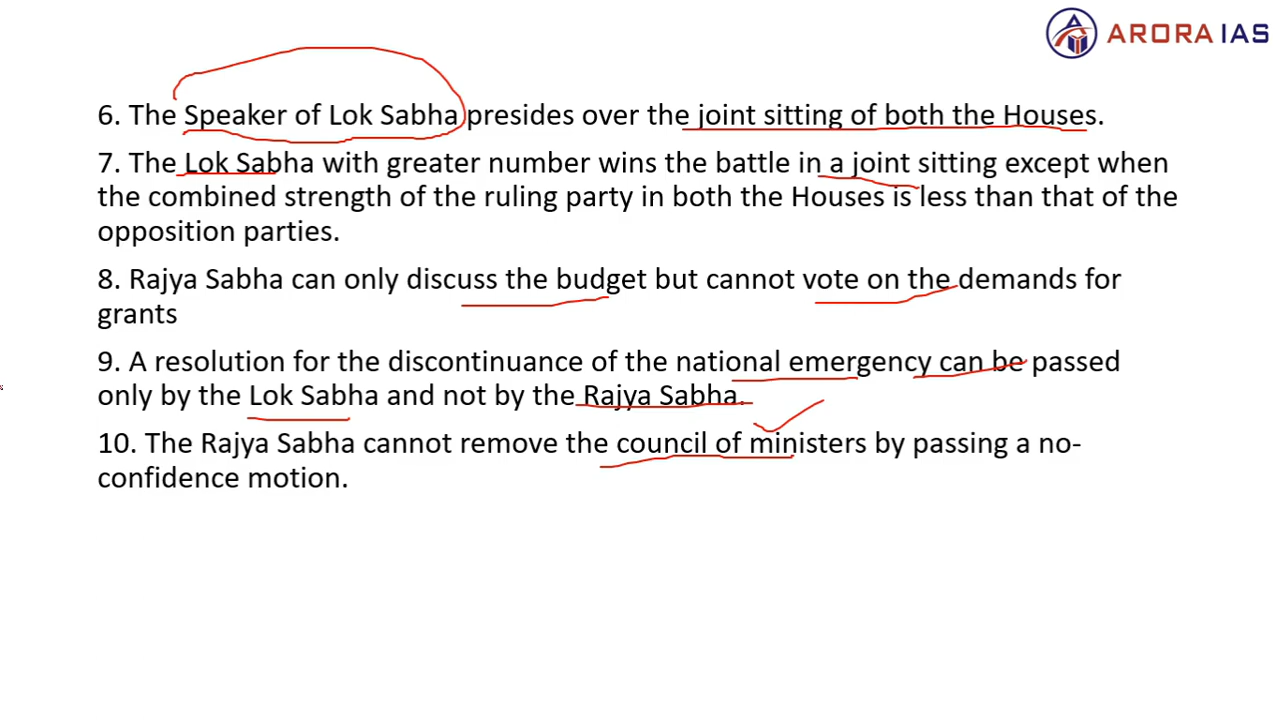 ARORA IAS
6. The Speaker of Lok Sabha presides over the joint sitting of both the Houses.
7. The Lok Sabha with greater number wins the battle in a joint sitting except when
the combined strength of the ruling party in both the Houses is less than that of the
opposition parties.
8. Rajya Sabha can only discuss the budget but cannot vote on the demands for
grants
9. A resolution for the discontinuance of the national emergency can be passed
only by the Lok Sabha and not by the Rajya Sabha.
10. The Rajya Sabha cannot remove the council of ministers by passing a no-
confidence motion.